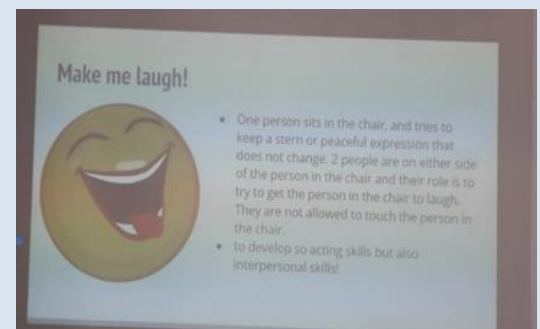 Make me laugh!
• One person sits in the chair, and tries to
keep a stern or peaceful expression that
does not change. 2 people are on either side
of the person in the chair and their role is to
try to get the person in the chair to laugh.
They are not allowed to touch the person in
the chair.
• to develop so acting skills but also
interpersonal skills!